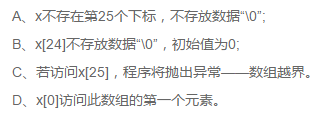 A、x不存在第25个下标，不存放数据“\0”;
B、x[24]不存放数据“\0”，初始值为0;
C、若访问x[25]，程序将抛出异常——数组越界。
D、x[0]访问此数组的第一个元素。